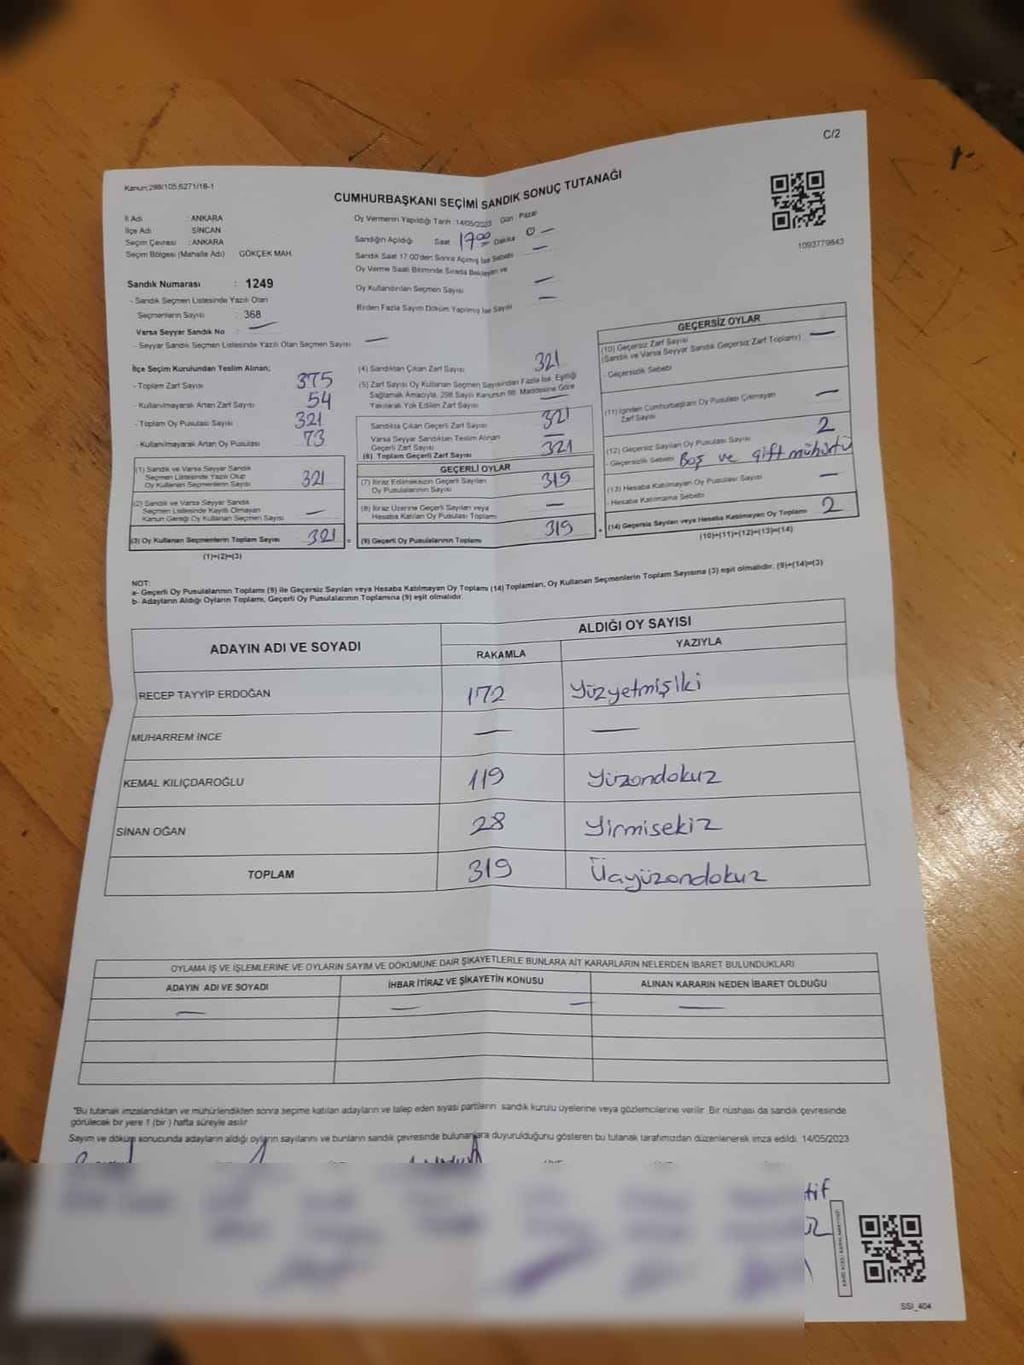 C/2
Kanun:298/105;6271/18-1
CUMHURBAŞKANI SEÇİMİ SANDIK SONUÇ TUTANAĞI
1093779843
İl Adı : ANKARA
İlçe Adı : SİNCAN
Seçim Çevrəsi : ANKARA
Seçim Bölgesi (Mahalle Adı) GÖKÇEK MAH.
Oy Vermenin Yapıldığı Tarih : 14/05/2023 Gün : Pazar
Sandığın Açıldığı Saat 17:00 Dakika 0 —
Sandık Saat 17.00'den Sonra Açılmış İse Sebebi —
Oy Verme Saati Bitiminde Sırada Bekleyen ve
Oy Kullandırılan Seçmen Sayısı —
Birden Fazla Sayım Döküm Yapılmış İse Sayısı —
Sandık Numarası : 1249
- Sandık Seçmen Listesinde Yazılı Olan
Seçmenlerin Sayısı : 368
Varsa Seyyar Sandık No —
- Seyyar Sandık Seçmen Listesinde Yazılı Olan Seçmen Sayısı —
İlçe Seçim Kurulundan Teslim Alınan;
- Toplam Zarf Sayısı 375
- Kullanılmayarak Artan Zarf Sayısı 54
- Toplam Oy Pusulası Sayısı 321
- Kullanılmayarak Artan Oy Pusulası 73
(1) Sandık ve Varsa Seyyar Sandık
Seçmen Listesinde Yazılı Olup
Oy Kullanan Seçmen Sayısı 321
(2) Sandık ve Varsa Seyyar Sandık
Seçmen Listesinde Kayıtlı Olmayan
Kanun Gereği Oy Kullanan Seçmen Sayısı —
(3) Oy Kullanan Seçmenlerin Toplam Sayısı 321 =
(1)+(2)=(3)
(4) Sandıktan Çıkan Zarf Sayısı 321
(5) Zarf Sayısı Oy Kullanan Seçmen Sayısından Fazla İse, Eşitliği
Sağlamak Amacıyla, 298 Sayılı Kanunun 98. Maddesine Göre
Yakılarak Yok Edilen Zarf Sayısı —
Sandıkta Çıkan Geçerli Zarf Sayısı 321
Varsa Seyyar Sandıktan Teslim Alınan
Geçerli Zarf Sayısı —
(6) Toplam Geçerli Zarf Sayısı 321
GEÇERLİ OYLAR
(7) İtiraz Edilmeksizin Geçerli Sayılan
Oy Pusulalarının Sayısı 319
(8) İtiraz Üzerine Geçerli Sayılan veya
Hesaba Katılan Oy Pusulası Toplamı —
(9) Geçerli Oy Pusulalarının Toplamı 319 +
GEÇERSİZ OYLAR
(10) Geçersiz Zarf Sayısı
(Sandık ve Varsa Seyyar Sandık Geçersiz Zarf Toplamı) —
- Geçersizlik Sebebi
(11) İçinden Cumhurbaşkanı Oy Pusulası Çıkmayan
Zarf Sayısı —
(12) Geçersiz Sayılan Oy Pusulası Sayısı 2
- Geçersizlik Sebebi Boş ve çift mühürlü
(13) Hesaba Katılmayan Oy Pusulası Sayısı
- Hesaba Katılmama Sebebi —
(14) Geçersiz Sayılan veya Hesaba Katılmayan Oy Toplamı 2
(10)+(11)+(12)+(13)=(14)
NOT:
a- Geçerli Oy Pusulalarının Toplamı (9) ile Geçersiz Sayılan veya Hesaba Katılmayan Oy Toplamı (14) Toplamları, Oy Kullanan Seçmenlerin Toplam Sayısına (3) eşit olmalıdır. (9)+(14)=(3)
b- Adayların Aldığı Oyların Toplamı, Geçerli Oy Pusulalarının Toplamına (9) eşit olmalıdır.
ADAYIN ADI VE SOYADI ALDIĞI OY SAYISI
RAKAMLA YAZIYLA
RECEP TAYYİP ERDOĞAN 172 Yüzyetmişiki
MUHARREM İNCE — —
KEMAL KILIÇDAROĞLU 119 Yüzondokuz
SİNAN OĞAN 28 Yirmisekiz
TOPLAM 319 Üçyüzondokuz
OYLAMA İŞ VE İŞLEMLERİNE VE OYLARIN SAYIM VE DÖKÜMÜNE DAİR ŞİKAYETLERLE BUNLARA AİT KARARLARIN NELERDEN İBARET BULUNDUKLARI
ADAYIN ADI VE SOYADI İHBAR İTİRAZ VE ŞİKAYETİN KONUSU ALINAN KARARIN NEDEN İBARET OLDUĞU
— — — —
*Bu tutanak imzalandıktan ve mühürlendikten sonra seçime katılan adayların ve talep eden siyasi partilerin sandık kurulu üyelerine veya gözlemcilerine verilir. Bir nüshası da sandık çevresinde
görülecek bir yere 1 (bir) hafta süreyle asılır.
Sayım ve döküm sonucunda adayların aldığı oyların sayılarını ve bunların sandık çevresinde bulunanlara duyurulduğunu gösteren bu tutanak tarafımızdan düzenlenerek imza edildi. 14/05/2023
SSI_404